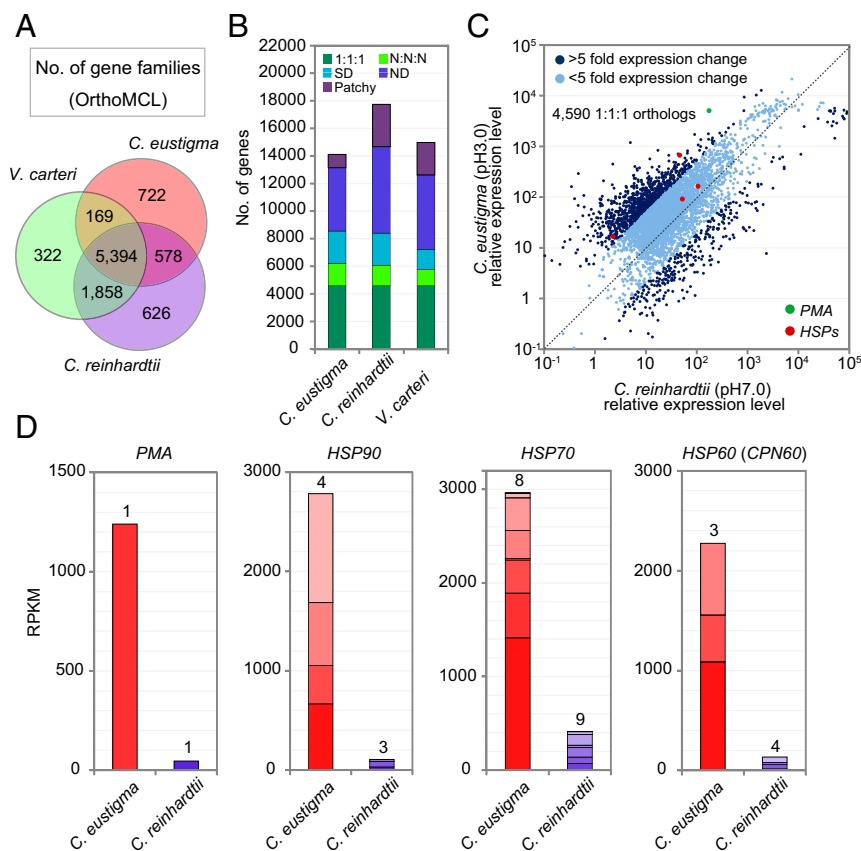 A
No. of gene families
(OrthoMCL)
C. eustigma
V. carteri
722
169
322
5,394
578
1,858
626
C. reinhardtii
B
22000
20000
18000
16000
14000
12000
10000
8000
6000
4000
2000
0
No. of genes
1:1:1
N:N:N
SD
ND
Patchy
C. eustigma
C. reinhardtii
V. carteri
C
10^5
10^4
10^3
10^2
10
1
10^-1
C. eustigma (pH3.0)
relative expression level
>5 fold expression change
<5 fold expression change
4,590 1:1:1 orthologs
PMA
HSPs
10^-1
1
10
10^2
10^3
10^4
10^5
C. reinhardtii (pH7.0)
relative expression level
D
PMA
RPKM
1500
1000
500
0
1
1
C. eustigma
C. reinhardtii
HSP90
3000
2000
1000
0
4
3
C. eustigma
C. reinhardtii
HSP70
3000
2000
1000
0
8
9
C. eustigma
C. reinhardtii
HSP60 (CPN60)
3000
2000
1000
0
3
4
C. eustigma
C. reinhardtii